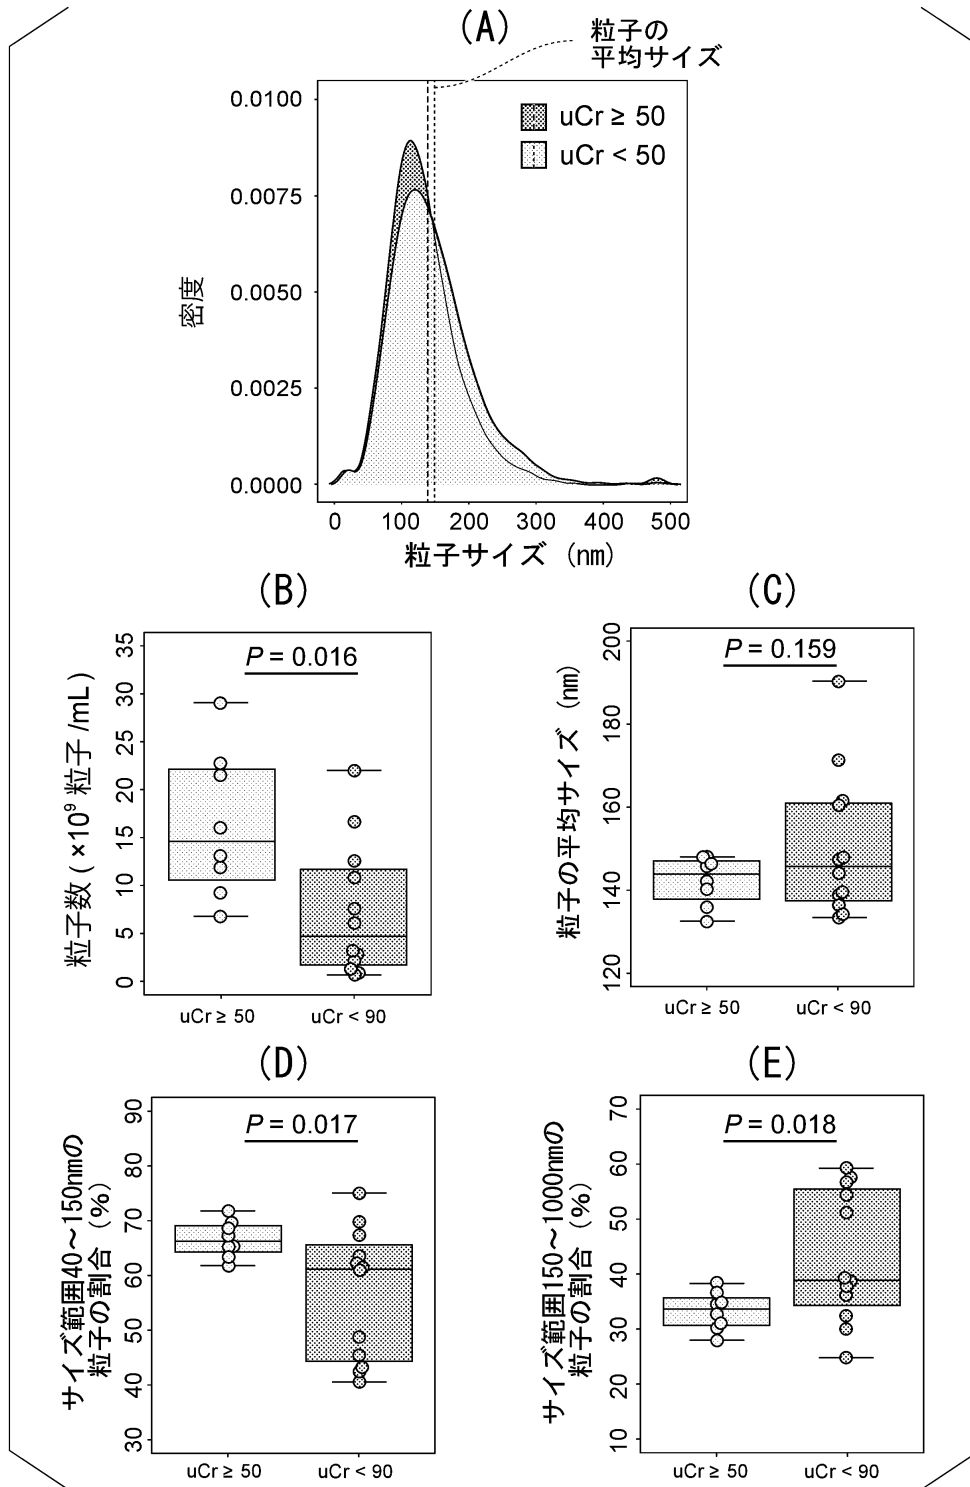 (A)
粒子の
平均サイズ
uCr ≥ 50
uCr < 50
0.0100
0.0075
0.0050
0.0025
0.0000
密度
0 100 200 300 400 500
粒子サイズ (nm)
(B)
P = 0.016
35
30
25
20
15
10
5
0
粒子数 (×10⁹ 粒子/mL)
uCr ≥ 50 uCr < 90
(C)
P = 0.159
200
180
160
140
120
粒子の平均サイズ (nm)
uCr ≥ 50 uCr < 90
(D)
P = 0.017
90
80
70
60
50
40
30
サイズ範囲40～150nmの
粒子の割合 (%)
uCr ≥ 50 uCr < 90
(E)
P = 0.018
70
60
50
40
30
20
10
サイズ範囲150～1000nmの
粒子の割合 (%)
uCr ≥ 50 uCr < 90